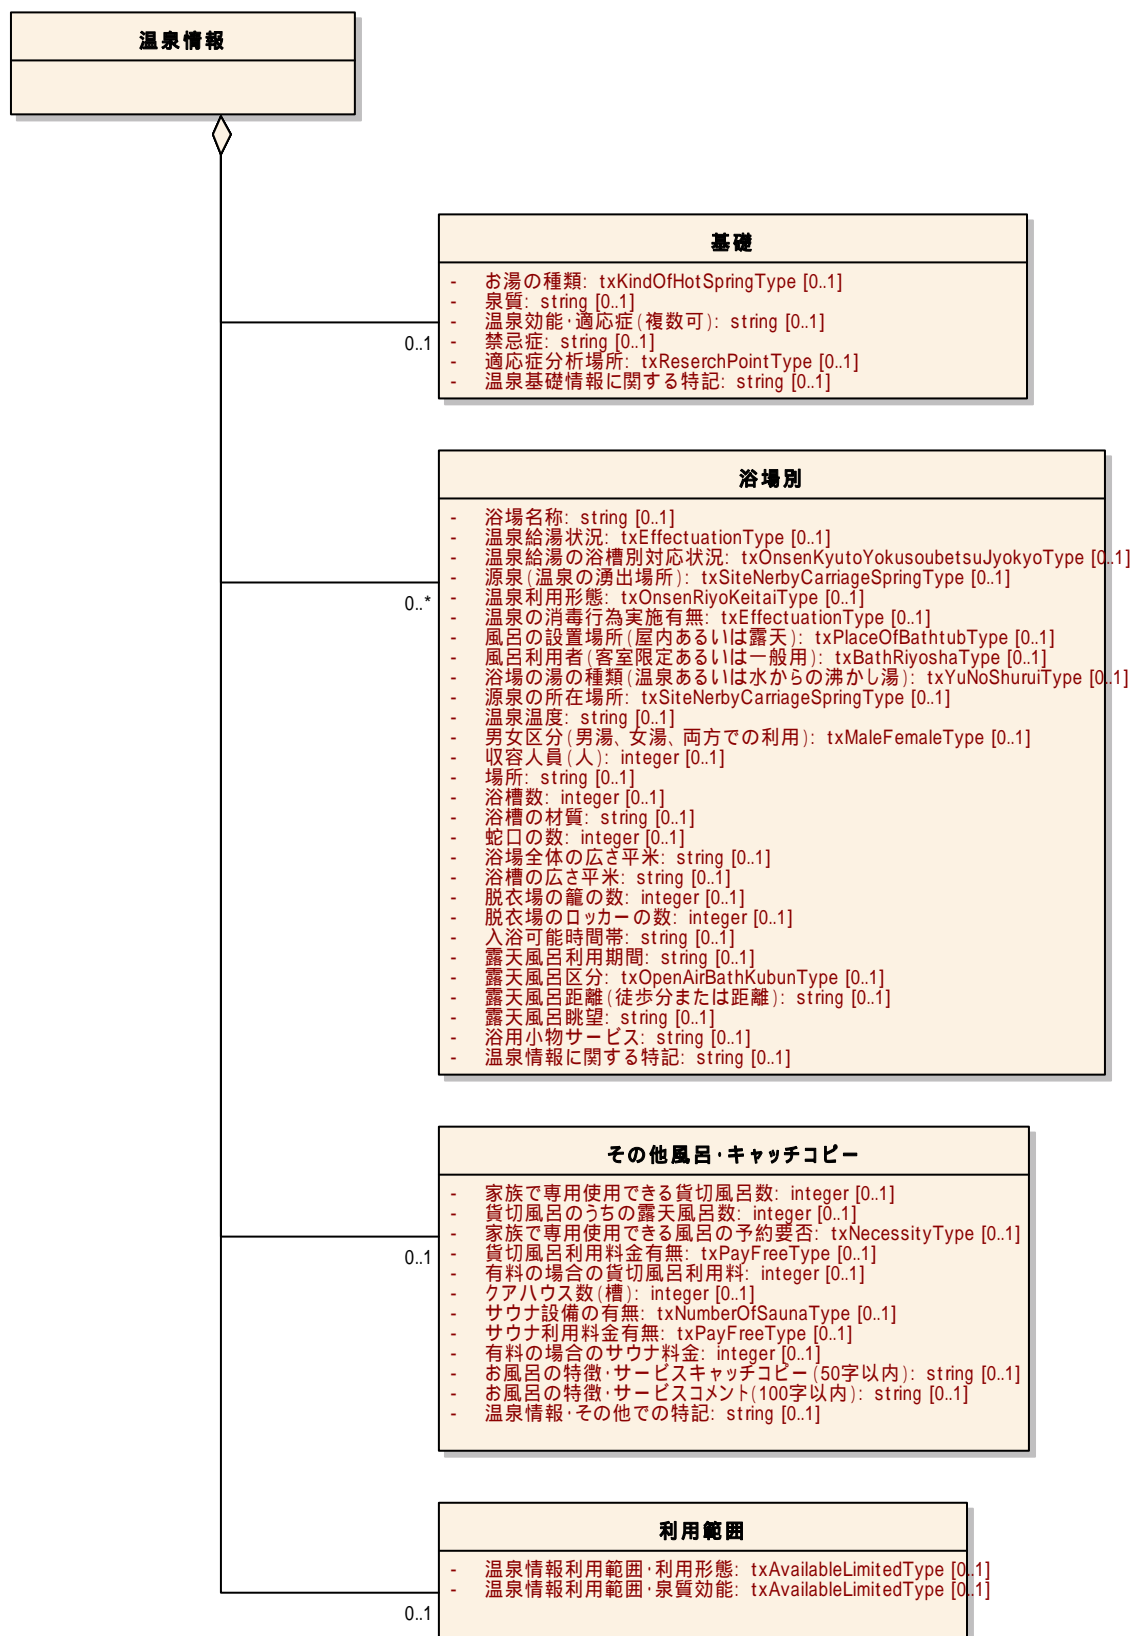 温泉情報
基礎
- お湯の種類: txKindOfHotSpringType [0..1]
- 泉質: string [0..1]
- 温泉効能・適応症(複数可): string [0..1]
- 禁忌症: string [0..1]
- 適応症分析場所: txReserchPointType [0..1]
- 温泉基礎情報に関する特記: string [0..1]
0..1
浴場別
- 浴場名称: string [0..1]
- 温泉給湯状況: txEffectuationType [0..1]
- 温泉給湯の浴槽別対応状況: txOnsenKyutoYokusoubetsuJyokyoType [0..1]
- 源泉(温泉の湧出場所): txSiteNerbyCarriageSpringType [0..1]
- 温泉利用形態: txOnsenRiyoKeitaiType [0..1]
- 温泉の消毒行為実施有無: txEffectuationType [0..1]
- 風呂の設置場所(屋内あるいは露天): txPlaceOfBathtubType [0..1]
- 風呂利用者(客室限定あるいは一般用): txBathRiyoshaType [0..1]
- 浴場の湯の種類(温泉あるいは水からの沸かし湯): txYuNoShuruiType [0..1]
- 源泉の所在場所: txSiteNerbyCarriageSpringType [0..1]
- 温泉温度: string [0..1]
- 男女区分(男湯、女湯、両方での利用): txMaleFemaleType [0..1]
- 収容人員(人): integer [0..1]
- 場所: string [0..1]
- 浴槽数: integer [0..1]
- 浴槽の材質: string [0..1]
- 蛇口の数: integer [0..1]
- 浴場全体の広さ平米: string [0..1]
- 浴槽の広さ平米: string [0..1]
- 脱衣場の籠の数: integer [0..1]
- 脱衣場のロッカーの数: integer [0..1]
- 入浴可能時間帯: string [0..1]
- 露天風呂利用期間: string [0..1]
- 露天風呂区分: txOpenAirBathKubunType [0..1]
- 露天風呂距離(徒歩分または距離): string [0..1]
- 露天風呂眺望: string [0..1]
- 浴用小物サービス: string [0..1]
- 温泉情報に関する特記: string [0..1]
0..*
その他風呂・キャッチコピー
- 家族で専用使用できる貸切風呂数: integer [0..1]
- 貸切風呂のうちの露天風呂数: integer [0..1]
- 家族で専用使用できる風呂の予約要否: txNecessityType [0..1]
- 貸切風呂利用料金有無: txPayFreeType [0..1]
- 有料の場合の貸切風呂利用料: integer [0..1]
- クアハウス数(槽): integer [0..1]
- サウナ設備の有無: txNumberOfSaunaType [0..1]
- サウナ利用料金有無: txPayFreeType [0..1]
- 有料の場合のサウナ料金: integer [0..1]
- お風呂の特徴・サービスキャッチコピー(50字以内): string [0..1]
- お風呂の特徴・サービスコメント(100字以内): string [0..1]
- 温泉情報・その他での特記: string [0..1]
0..1
利用範囲
- 温泉情報利用範囲・利用形態: txAvailableLimitedType [0..1]
- 温泉情報利用範囲・泉質効能: txAvailableLimitedType [0..1]
0..1